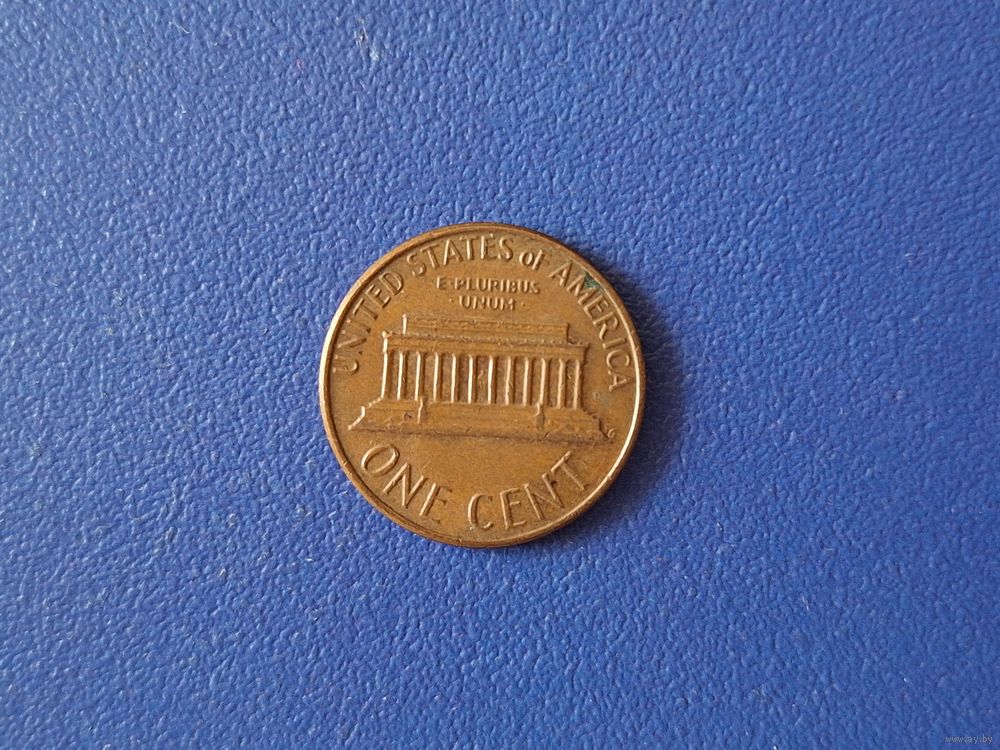 UNITED STATES of AMERICA
E·PLURIBUS
·UNUM·
ONE CENT
www.ay.by